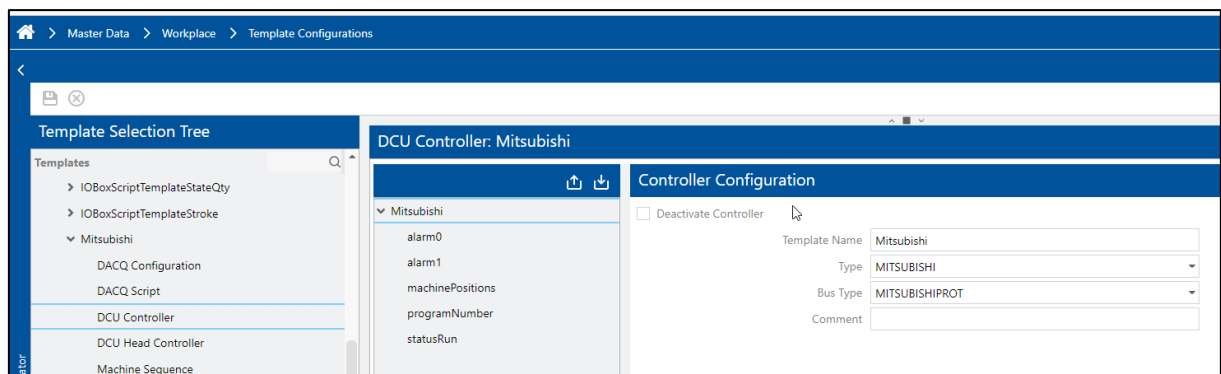 Master Data > Workplace > Template Configurations
Template Selection Tree
Templates
IOBoxScriptTemplateStateQty
IOBoxScriptTemplateStroke
Mitsubishi
DACQ Configuration
DACQ Script
DCU Controller
DCU Head Controller
Machine Sequence
DCU Controller: Mitsubishi
Mitsubishi
alarm0
alarm1
machinePositions
programNumber
statusRun
Controller Configuration
Deactivate Controller
Template Name Mitsubishi
Type MITSUBISHI
Bus Type MITSUBISHIPROT
Comment